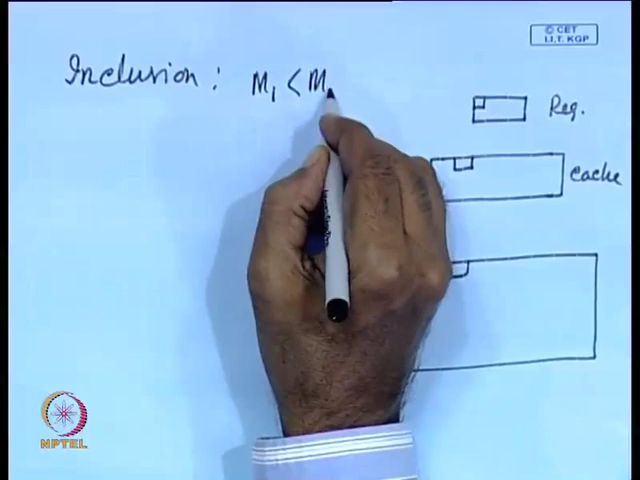 © CET
I.I.T. KGP
Inclusion : M₁ < M
Reg.
Cache
NPTEL